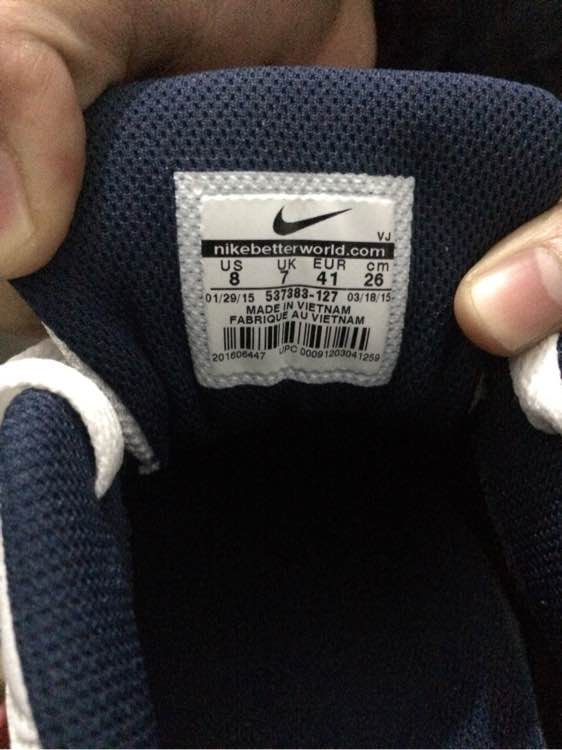 VJ
nikebetterworld.com
US UK EUR cm
8 7 41 26
01/29/15 537383-127 03/18/15
MADE IN VIETNAM
FABRIQUÉ AU VIETNAM
201606447 UPC 00091203041259